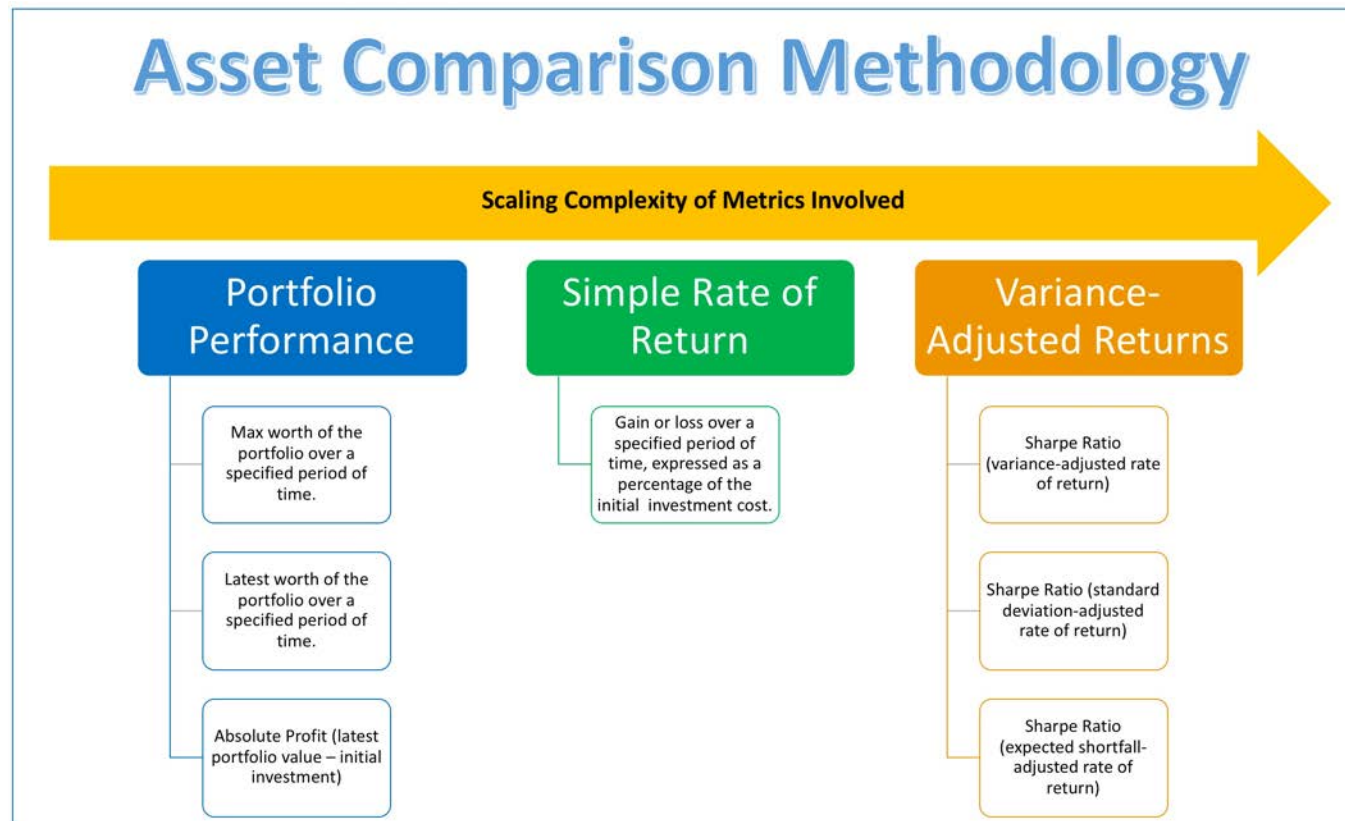 Asset Comparison Methodology
Scaling Complexity of Metrics Involved
Portfolio
Performance
Max worth of the
portfolio over a
specified period of
time.
Latest worth of the
portfolio over a
specified period of
time.
Absolute Profit (latest
portfolio value – initial
investment)
Simple Rate of
Return
Gain or loss over a
specified period of
time, expressed as a
percentage of the
initial  investment cost.
Variance-
Adjusted Returns
Sharpe Ratio
(variance-adjusted rate
of return)
Sharpe Ratio (standard
deviation-adjusted
rate of return)
Sharpe Ratio
(expected shortfall-
adjusted rate of
return)